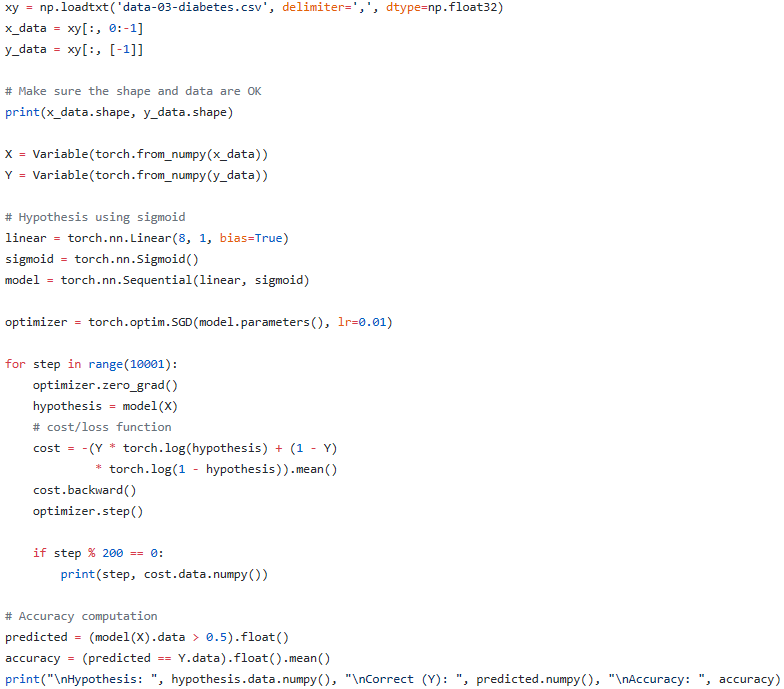 xy = np.loadtxt('data-03-diabetes.csv', delimiter=',', dtype=np.float32)
x_data = xy[:, 0:-1]
y_data = xy[:, [-1]]

# Make sure the shape and data are OK
print(x_data.shape, y_data.shape)

X = Variable(torch.from_numpy(x_data))
Y = Variable(torch.from_numpy(y_data))

# Hypothesis using sigmoid
linear = torch.nn.Linear(8, 1, bias=True)
sigmoid = torch.nn.Sigmoid()
model = torch.nn.Sequential(linear, sigmoid)

optimizer = torch.optim.SGD(model.parameters(), lr=0.01)

for step in range(10001):
    optimizer.zero_grad()
    hypothesis = model(X)
    # cost/loss function
    cost = -(Y * torch.log(hypothesis) + (1 - Y)
             * torch.log(1 - hypothesis)).mean()
    cost.backward()
    optimizer.step()

    if step % 200 == 0:
        print(step, cost.data.numpy())

# Accuracy computation
predicted = (model(X).data > 0.5).float()
accuracy = (predicted == Y.data).float().mean()
print("\nHypothesis: ", hypothesis.data.numpy(), "\nCorrect (Y): ", predicted.numpy(), "\nAccuracy: ", accuracy)